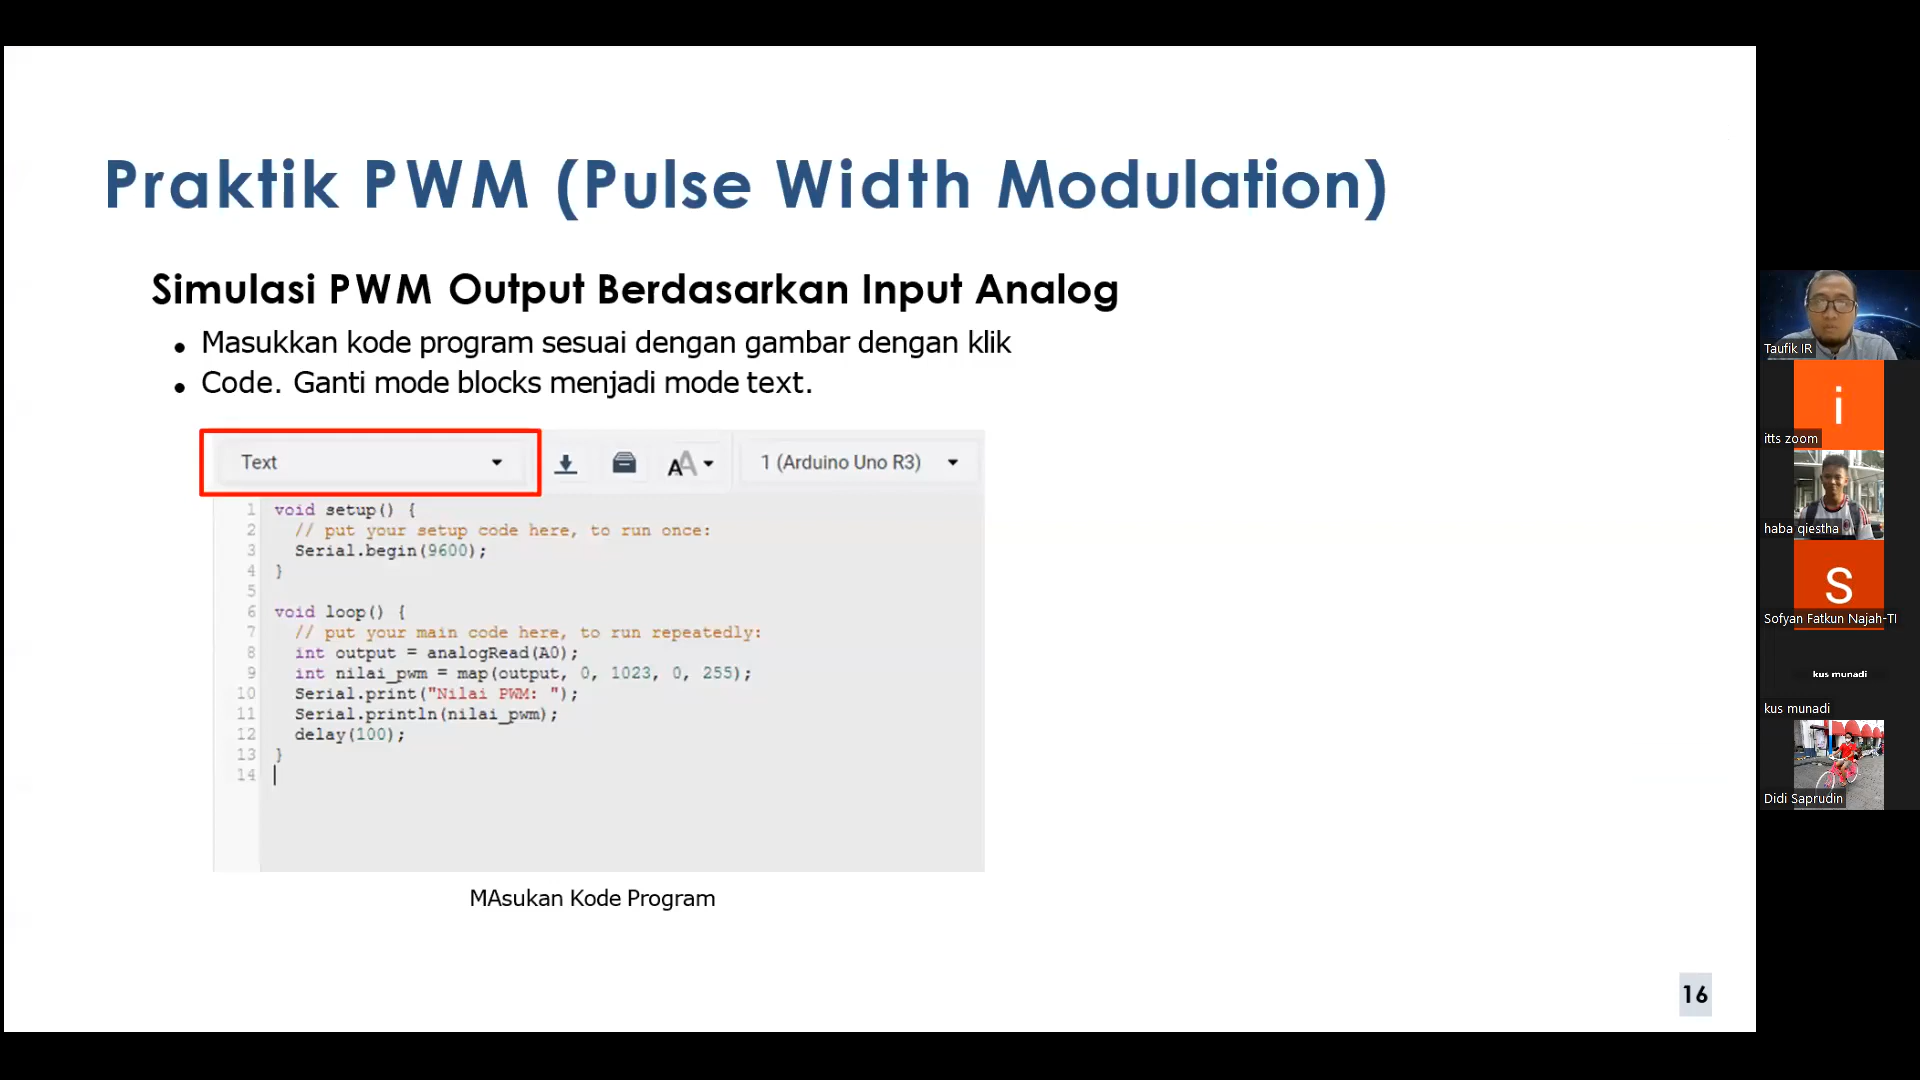 Praktik PWM (Pulse Width Modulation)
Simulasi PWM Output Berdasarkan Input Analog
• Masukkan kode program sesuai dengan gambar dengan klik
• Code. Ganti mode blocks menjadi mode text.
Text
AA
1 (Arduino Uno R3)
1 void setup() {
2   // put your setup code here, to run once:
3   Serial.begin(9600);
4 }
5
6 void loop() {
7   // put your main code here, to run repeatedly:
8   int output = analogRead(A0);
9   int nilai_pwm = map(output, 0, 1023, 0, 255);
10   Serial.print("Nilai PWM: ");
11   Serial.println(nilai_pwm);
12   delay(100);
13 }
14
MAsukan Kode Program
16
Taufik IR
i
itts zoom
haba qiestha
S
Sofyan Fatkun Najah-TI
kus munadi
kus munadi
Didi Saprudin